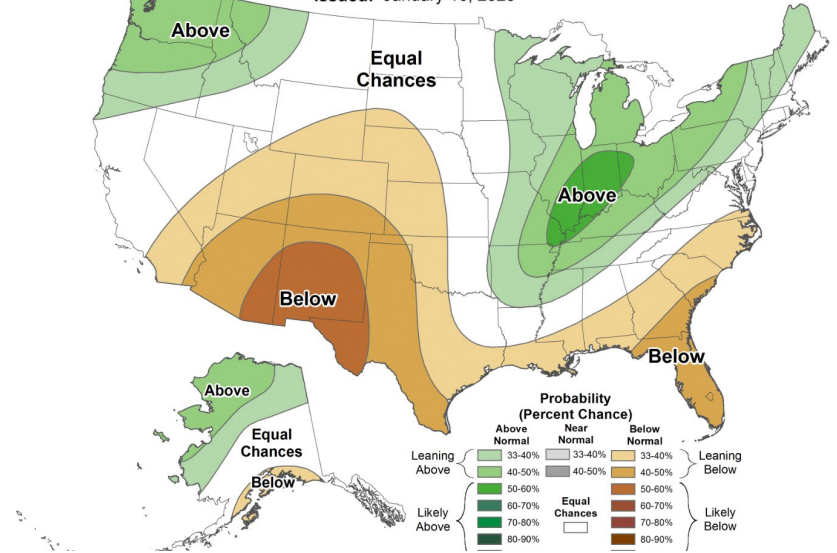 Issued:
Above
Equal
Chances
Above
Below
Below
Above
Equal
Chances
Below
Probability
(Percent Chance)
Above
Normal
Near
Normal
Below
Normal
Leaning
Above
33-40%
33-40%
33-40%
Leaning
Below
40-50%
40-50%
40-50%
50-60%
50-60%
Likely
Above
60-70%
Equal
Chances
60-70%
Likely
Below
70-80%
70-80%
80-90%
80-90%